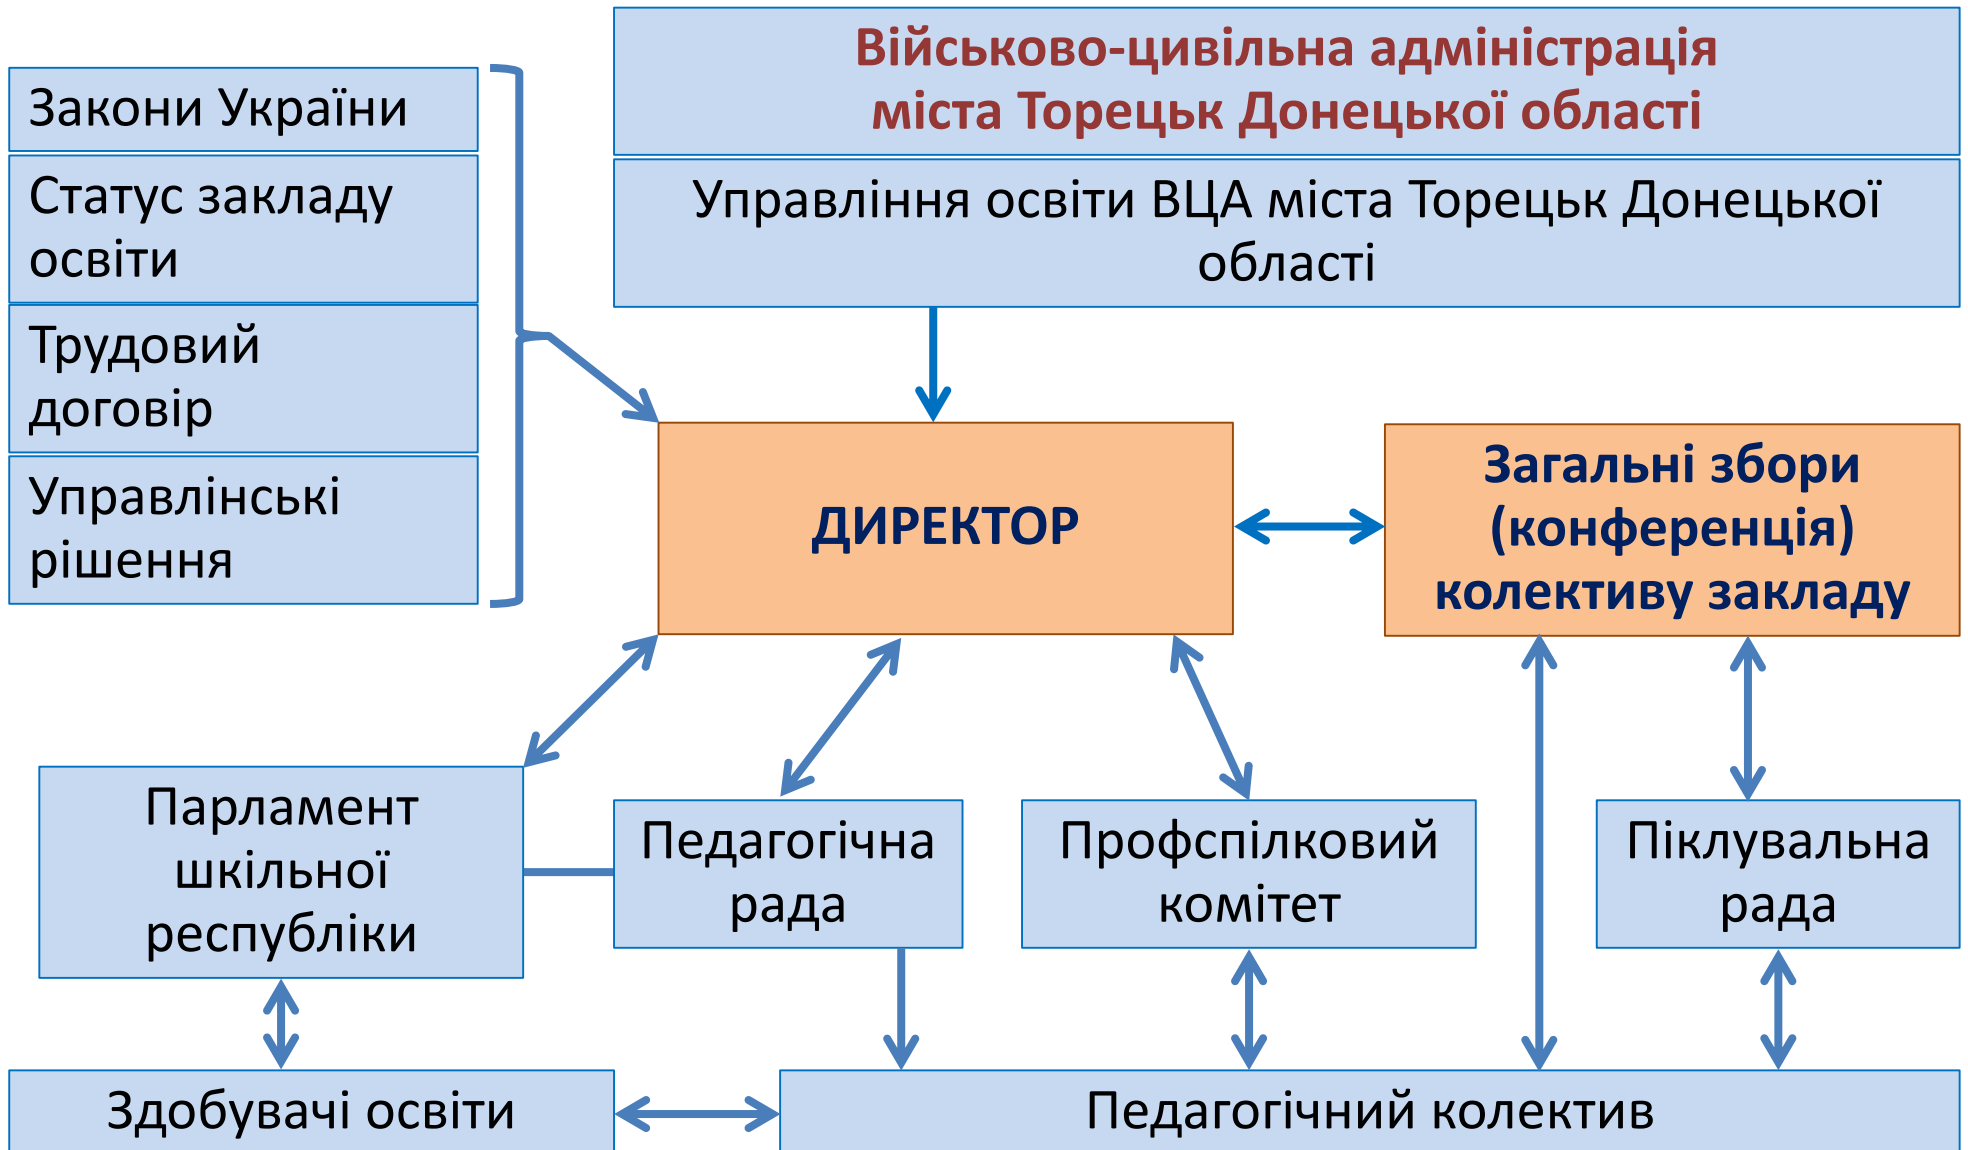 Військово-цивільна адміністрація
міста Торецьк Донецької області
Управління освіти ВЦА міста Торецьк Донецької
області
Закони України
Статус закладу
освіти
Трудовий
договір
Управлінські
рішення
ДИРЕКТОР
Загальні збори
(конференція)
колективу закладу
Парламент
шкільної
республіки
Педагогічна
рада
Профспілковий
комітет
Піклувальна
рада
Здобувачі освіти
Педагогічний колектив